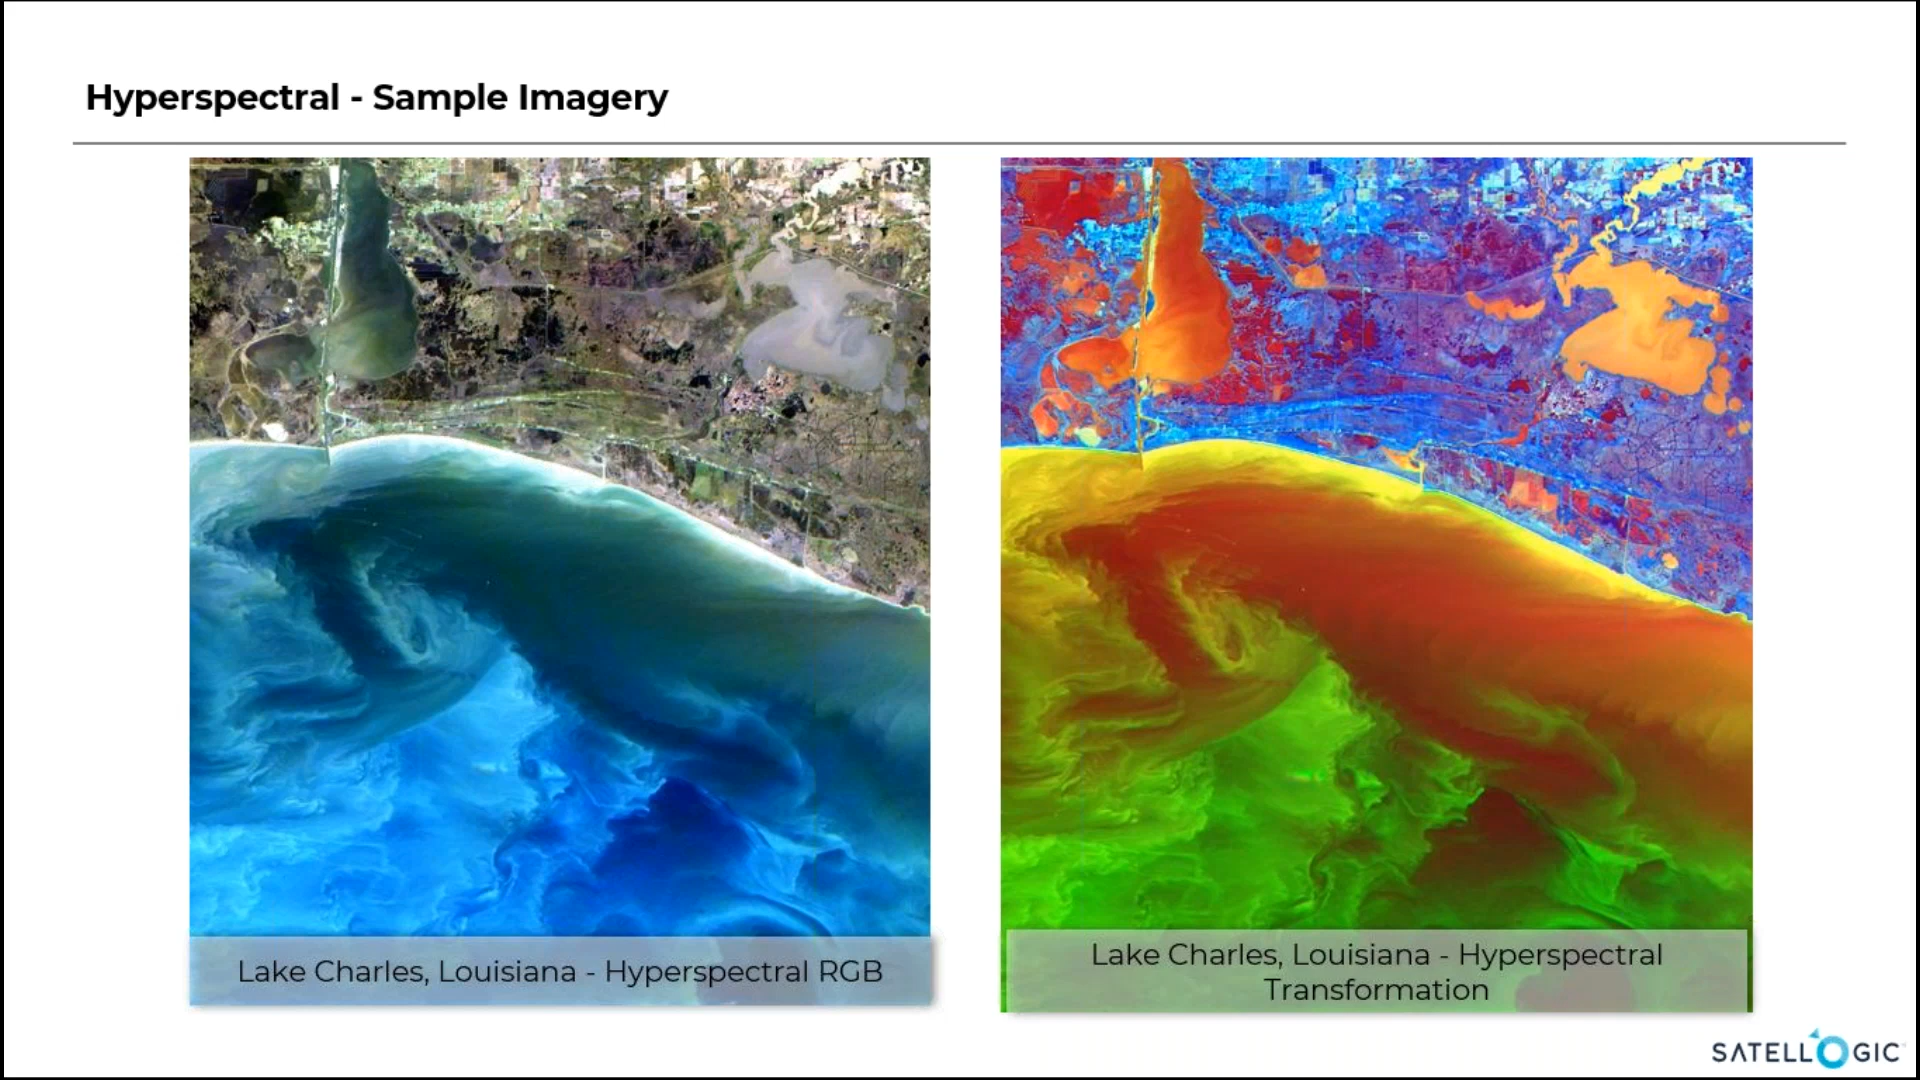 Hyperspectral - Sample Imagery
Lake Charles, Louisiana - Hyperspectral RGB
Lake Charles, Louisiana - Hyperspectral
Transformation
SATELLOGIC